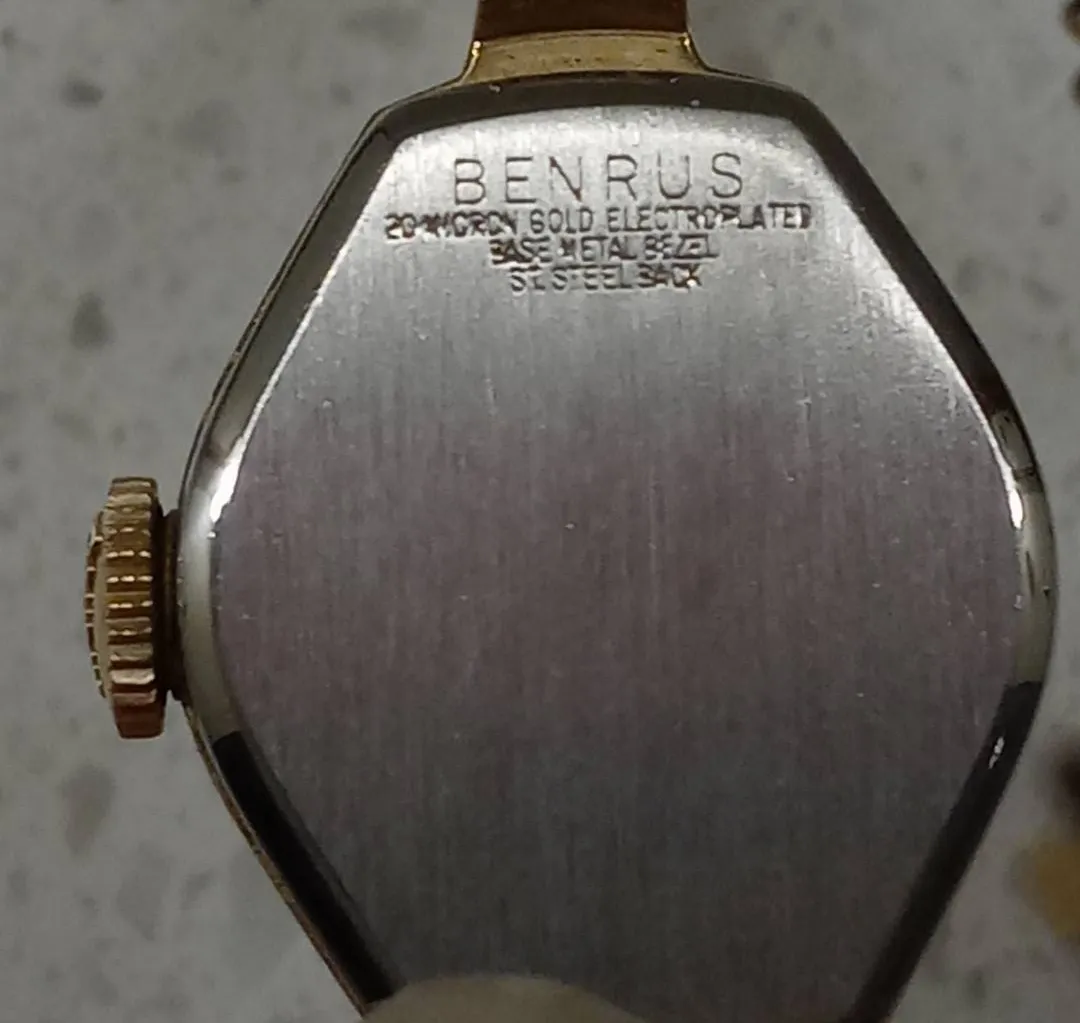 BENRUS
20 MICRON GOLD ELECTROPLATED
BASE METAL BEZEL
ST. STEEL BACK